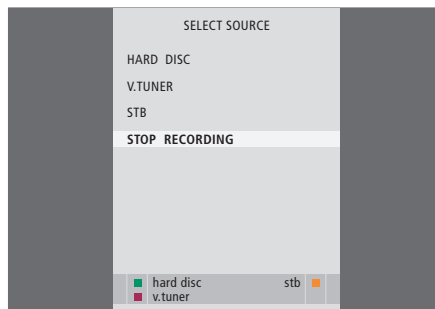 SELECT SOURCE
HARD DISC
V.TUNER
STB
STOP RECORDING
hard disc stb
v.tuner